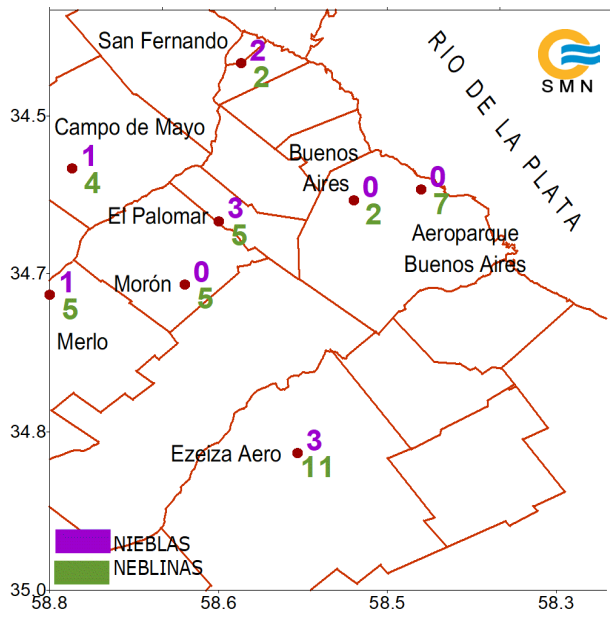 San Fernando
2
2
RIO DE LA PLATA
SMN
34.5
Campo de Mayo
1
4
Buenos
Aires
0
2
0
7
El Palomar
3
5
Aeroparque
Buenos Aires
34.7
1
5
Morón
0
5
Merlo
34.8
Ezeiza Aero
3
11
NIEBLAS
NEBLINAS
35.0
58.8
58.6
58.5
58.3